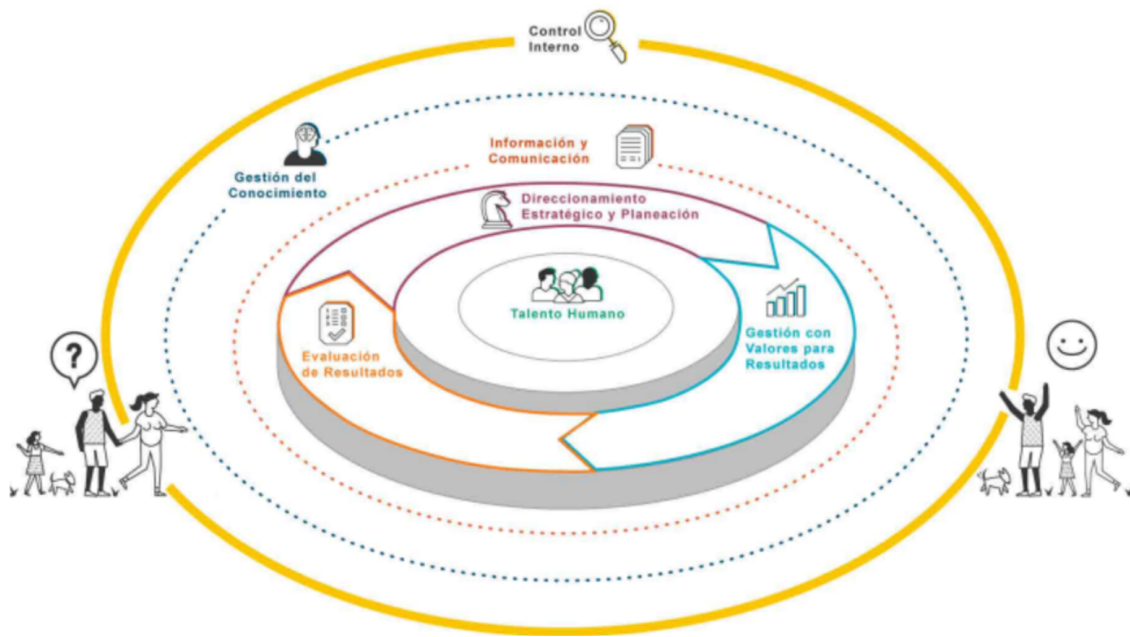 Control
Interno
Información y
Comunicación
Gestión del
Conocimiento
Direccionamiento
Estratégico y Planeación
Talento Humano
Gestión con
Valores para
Resultados
Evaluación
de Resultados
?